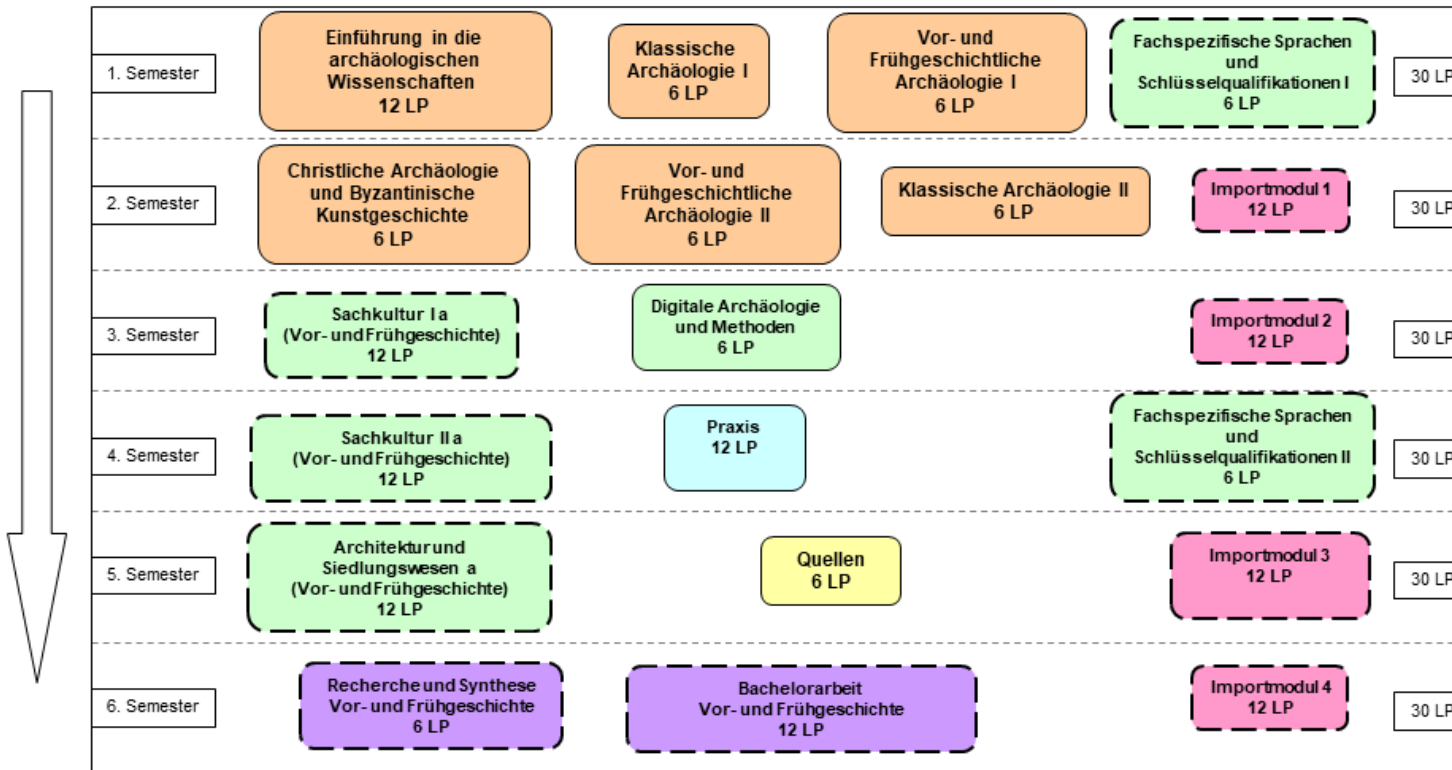 1. Semester
Einführung in die
archäologischen
Wissenschaften
12 LP
Klassische
Archäologie I
6 LP
Vor- und
Frühgeschichtliche
Archäologie I
6 LP
Fachspezifische Sprachen
und
Schlüsselqualifikationen I
6 LP
30 LP
2. Semester
Christliche Archäologie
und Byzantinische
Kunstgeschichte
6 LP
Vor- und
Frühgeschichtliche
Archäologie II
6 LP
Klassische Archäologie II
6 LP
Importmodul 1
12 LP
30 LP
3. Semester
Sachkultur I a
(Vor- und Frühgeschichte)
12 LP
Digitale Archäologie
und Methoden
6 LP
Importmodul 2
12 LP
30 LP
4. Semester
Sachkultur II a
(Vor- und Frühgeschichte)
12 LP
Praxis
12 LP
Fachspezifische Sprachen
und
Schlüsselqualifikationen II
6 LP
30 LP
5. Semester
Architektur und
Siedlungswesen a
(Vor- und Frühgeschichte)
12 LP
Quellen
6 LP
Importmodul 3
12 LP
30 LP
6. Semester
Recherche und Synthese
Vor- und Frühgeschichte
6 LP
Bachelorarbeit
Vor- und Frühgeschichte
12 LP
Importmodul 4
12 LP
30 LP